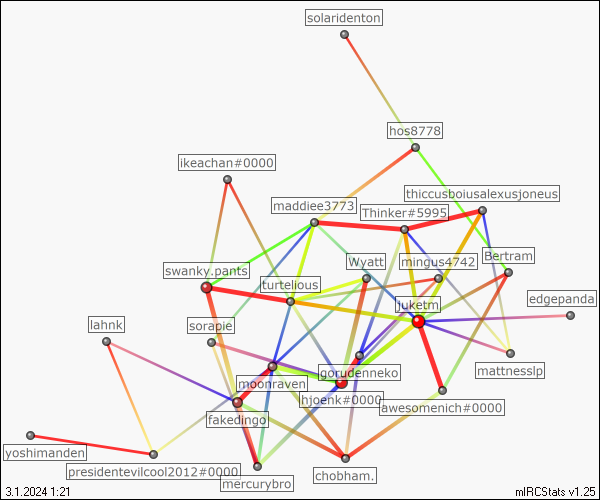 solaridenton
hos8778
ikeachan#0000
thiccusboiusalexusjoneus
maddiee3773
Thinker#5995
swanky.pants
Wyatt
mingus4742
Bertram
turtelious
edgepanda
juketm
lahnk
sorapie
mattnesslp
gorudenneko
moonraven
hjoenk#0000
awesomenich#0000
fakedingo
yoshimanden
presidentevilcool2012#0000
chobham.
mercurybro
3.1.2024 1:21
mIRCStats v1.25